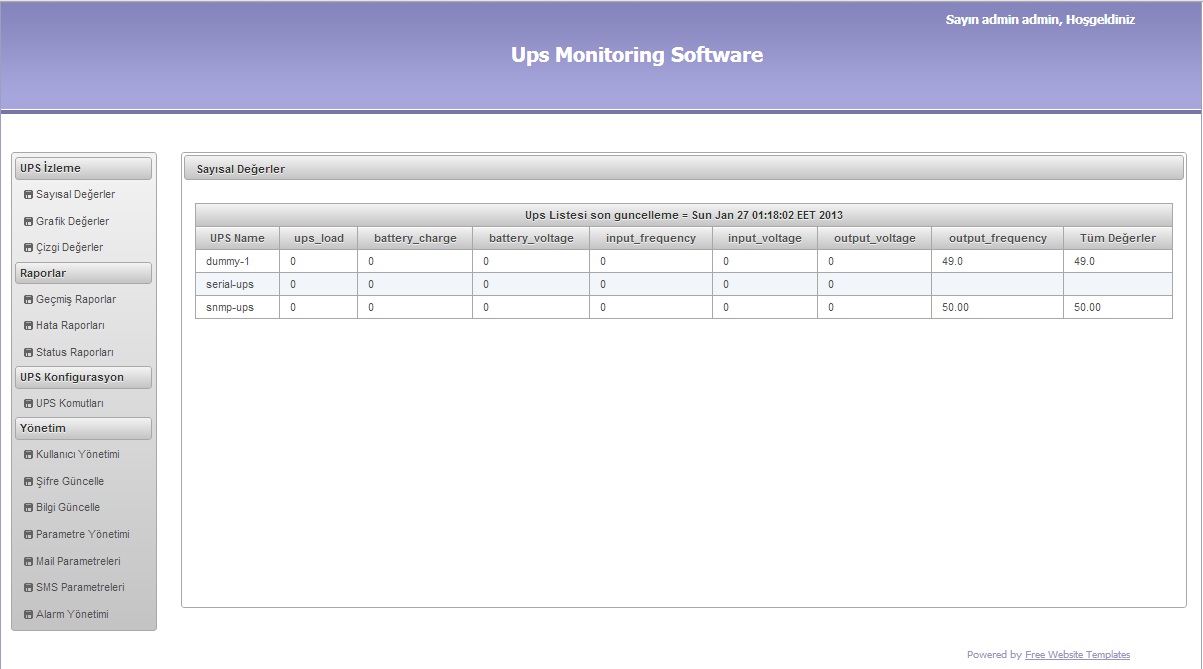 Sayın admin admin, Hoşgeldiniz
Ups Monitoring Software
UPS İzleme
Sayısal Değerler
Grafik Değerler
Çizgi Değerler
Raporlar
Geçmiş Raporlar
Hata Raporları
Status Raporları
UPS Konfigurasyon
UPS Komutları
Yönetim
Kullanıcı Yönetimi
Şifre Güncelle
Bilgi Güncelle
Parametre Yönetimi
Mail Parametreleri
SMS Parametreleri
Alarm Yönetimi
Sayısal Değerler
Ups Listesi son guncelleme = Sun Jan 27 01:18:02 EET 2013
UPS Name ups_load battery_charge battery_voltage input_frequency input_voltage output_voltage output_frequency Tüm Değerler
dummy-1 0 0 0 0 0 0 49.0 49.0
serial-ups 0 0 0 0 0 0
snmp-ups 0 0 0 0 0 0 50.00 50.00
Powered by Free Website Templates